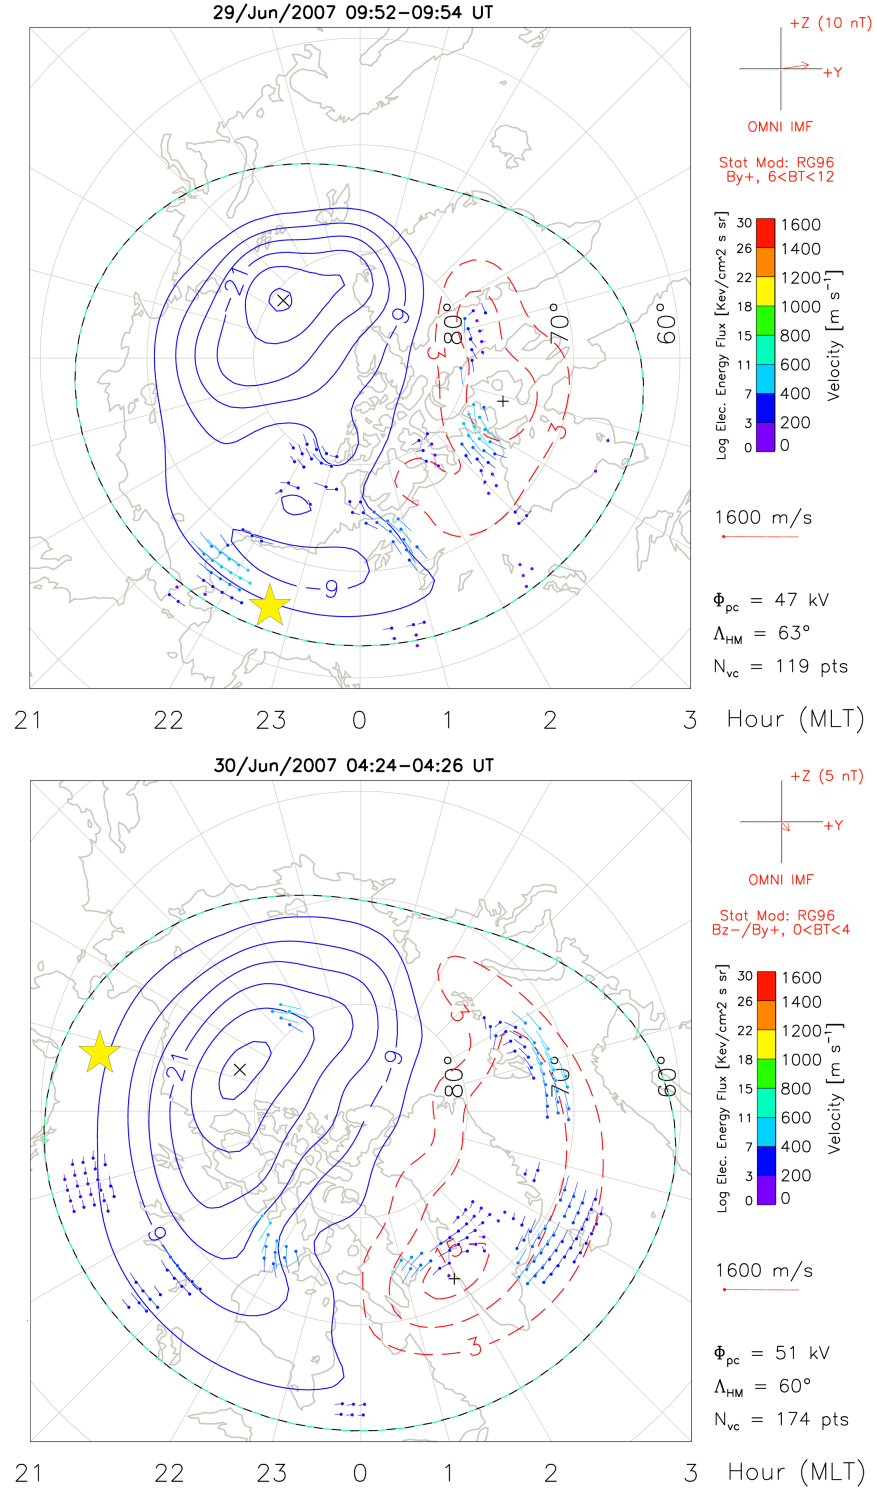 29/Jun/2007 09:52-09:54 UT
+Z (10 nT)
+Y
OMNI IMF
Stat Mod: RG96
By+, 6<BT<12
Log Elec. Energy Flux [Kev/cm^2 s sr]
30
26
22
18
15
11
7
3
0
1600
1400
1200
1000
800
600
400
200
0
Velocity [m s⁻¹]
21
9
3
80°
70°
60°
3
9
1600 m/s
Φpc = 47 kV
ΛHM = 63°
Nvc = 119 pts
21 22 23 0 1 2 3 Hour (MLT)
30/Jun/2007 04:24-04:26 UT
+Z (5 nT)
+Y
OMNI IMF
Stat Mod: RG96
Bz-/By+, 0<BT<4
Log Elec. Energy Flux [Kev/cm^2 s sr]
30
26
22
18
15
11
7
3
0
1600
1400
1200
1000
800
600
400
200
0
Velocity [m s⁻¹]
3
21
9
80°
70°
60°
9
15
3
1600 m/s
Φpc = 51 kV
ΛHM = 60°
Nvc = 174 pts
21 22 23 0 1 2 3 Hour (MLT)